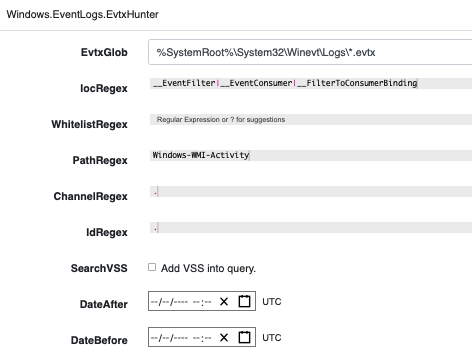 Windows.EventLogs.EvtxHunter
EvtxGlob %SystemRoot%\System32\Winevt\Logs\*.evtx
IocRegex __EventFilter|__EventConsumer|__FilterToConsumerBinding
WhitelistRegex Regular Expression or ? for suggestions
PathRegex Windows-WMI-Activity
ChannelRegex .
IdRegex .
SearchVSS Add VSS into query.
DateAfter --/--/---- --:-- UTC
DateBefore --/--/---- --:-- UTC